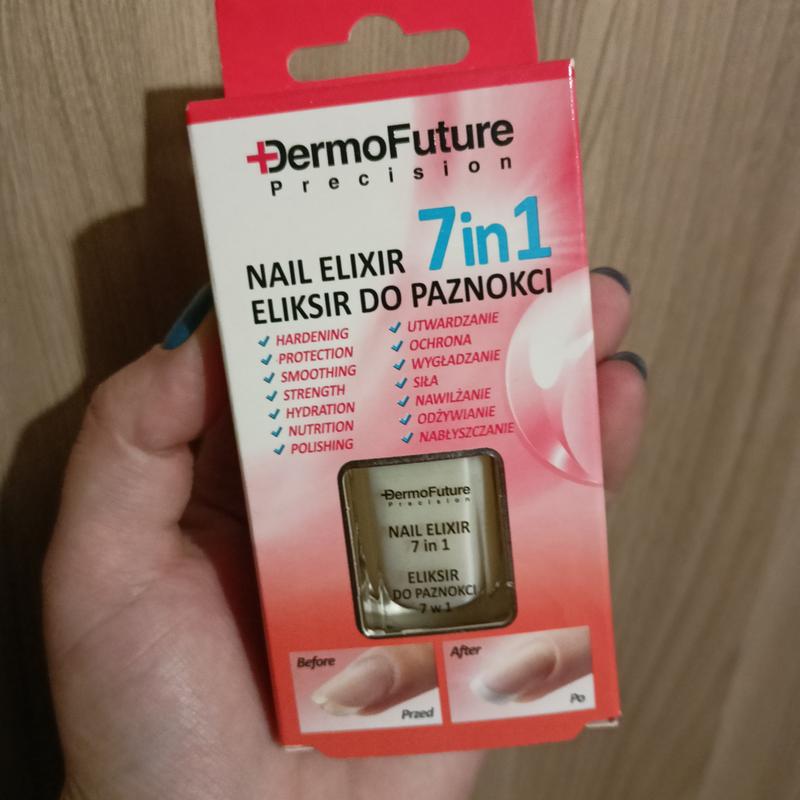 DermoFuture
Precision
7in1
NAIL ELIXIR
ELIKSIR DO PAZNOKCI
HARDENING
PROTECTION
SMOOTHING
STRENGTH
HYDRATION
NUTRITION
POLISHING
UTWARDZANIE
OCHRONA
WYGŁADZANIE
SIŁA
NAWILŻANIE
ODŻYWIANIE
NABŁYSZCZANIE
DermoFuture
Precision
NAIL ELIXIR
7 in 1
ELIKSIR
DO PAZNOKCI
7 w 1
Before
Przed
After
Po